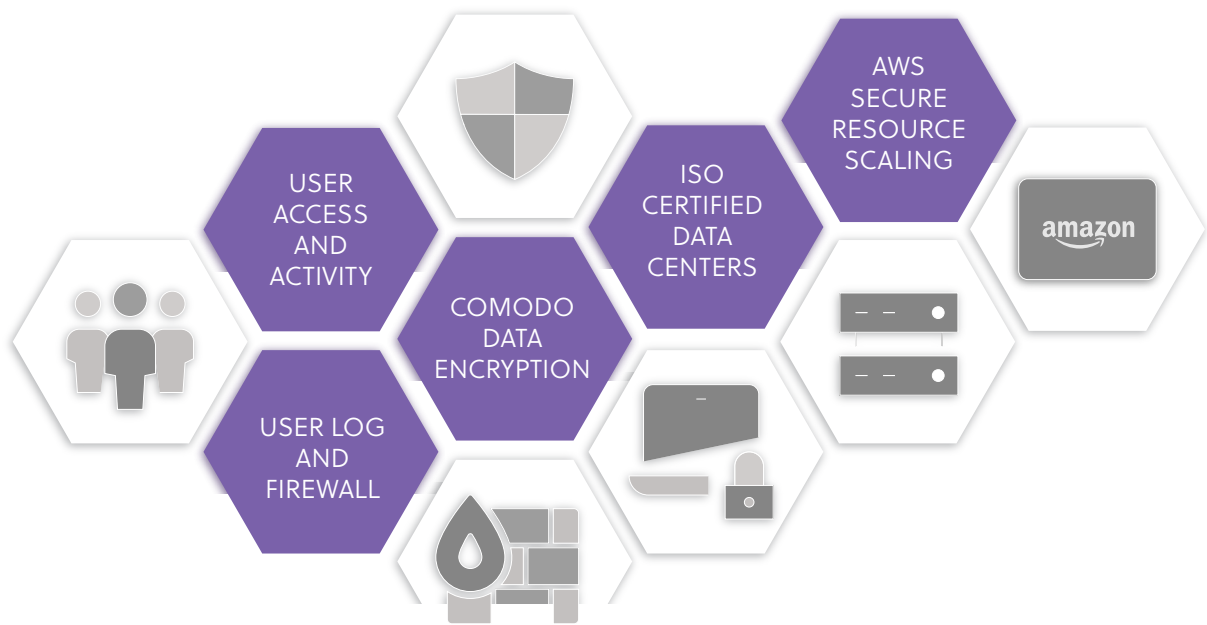 AWS
SECURE
RESOURCE
SCALING
USER
ACCESS
AND
ACTIVITY
ISO
CERTIFIED
DATA
CENTERS
amazon
COMODO
DATA
ENCRYPTION
USER LOG
AND
FIREWALL